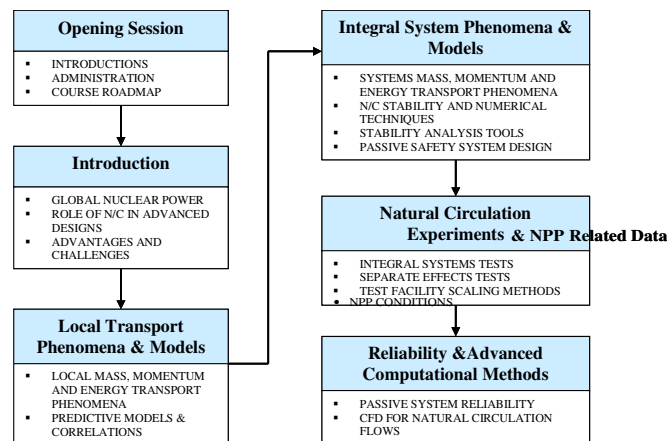 Opening Session
▪ INTRODUCTIONS
▪ ADMINISTRATION
▪ COURSE ROADMAP
Introduction
▪ GLOBAL NUCLEAR POWER
▪ ROLE OF N/C IN ADVANCED
DESIGNS
▪ ADVANTAGES AND
CHALLENGES
Local Transport
Phenomena & Models
▪ LOCAL MASS, MOMENTUM
AND ENERGY TRANSPORT
PHENOMENA
▪ PREDICTIVE MODELS &
CORRELATIONS
Integral System Phenomena &
Models
▪ SYSTEMS MASS, MOMENTUM AND
ENERGY TRANSPORT PHENOMENA
▪ N/C STABILITY AND NUMERICAL
TECHNIQUES
▪ STABILITY ANALYSIS TOOLS
▪ PASSIVE SAFETY SYSTEM DESIGN
Natural Circulation
Experiments & NPP Related Data
▪ INTEGRAL SYSTEMS TESTS
▪ SEPARATE EFFECTS TESTS
▪ TEST FACILITY SCALING METHODS
• NPP CONDITIONS
Reliability &Advanced
Computational Methods
▪ PASSIVE SYSTEM RELIABILITY
▪ CFD FOR NATURAL CIRCULATION
FLOWS